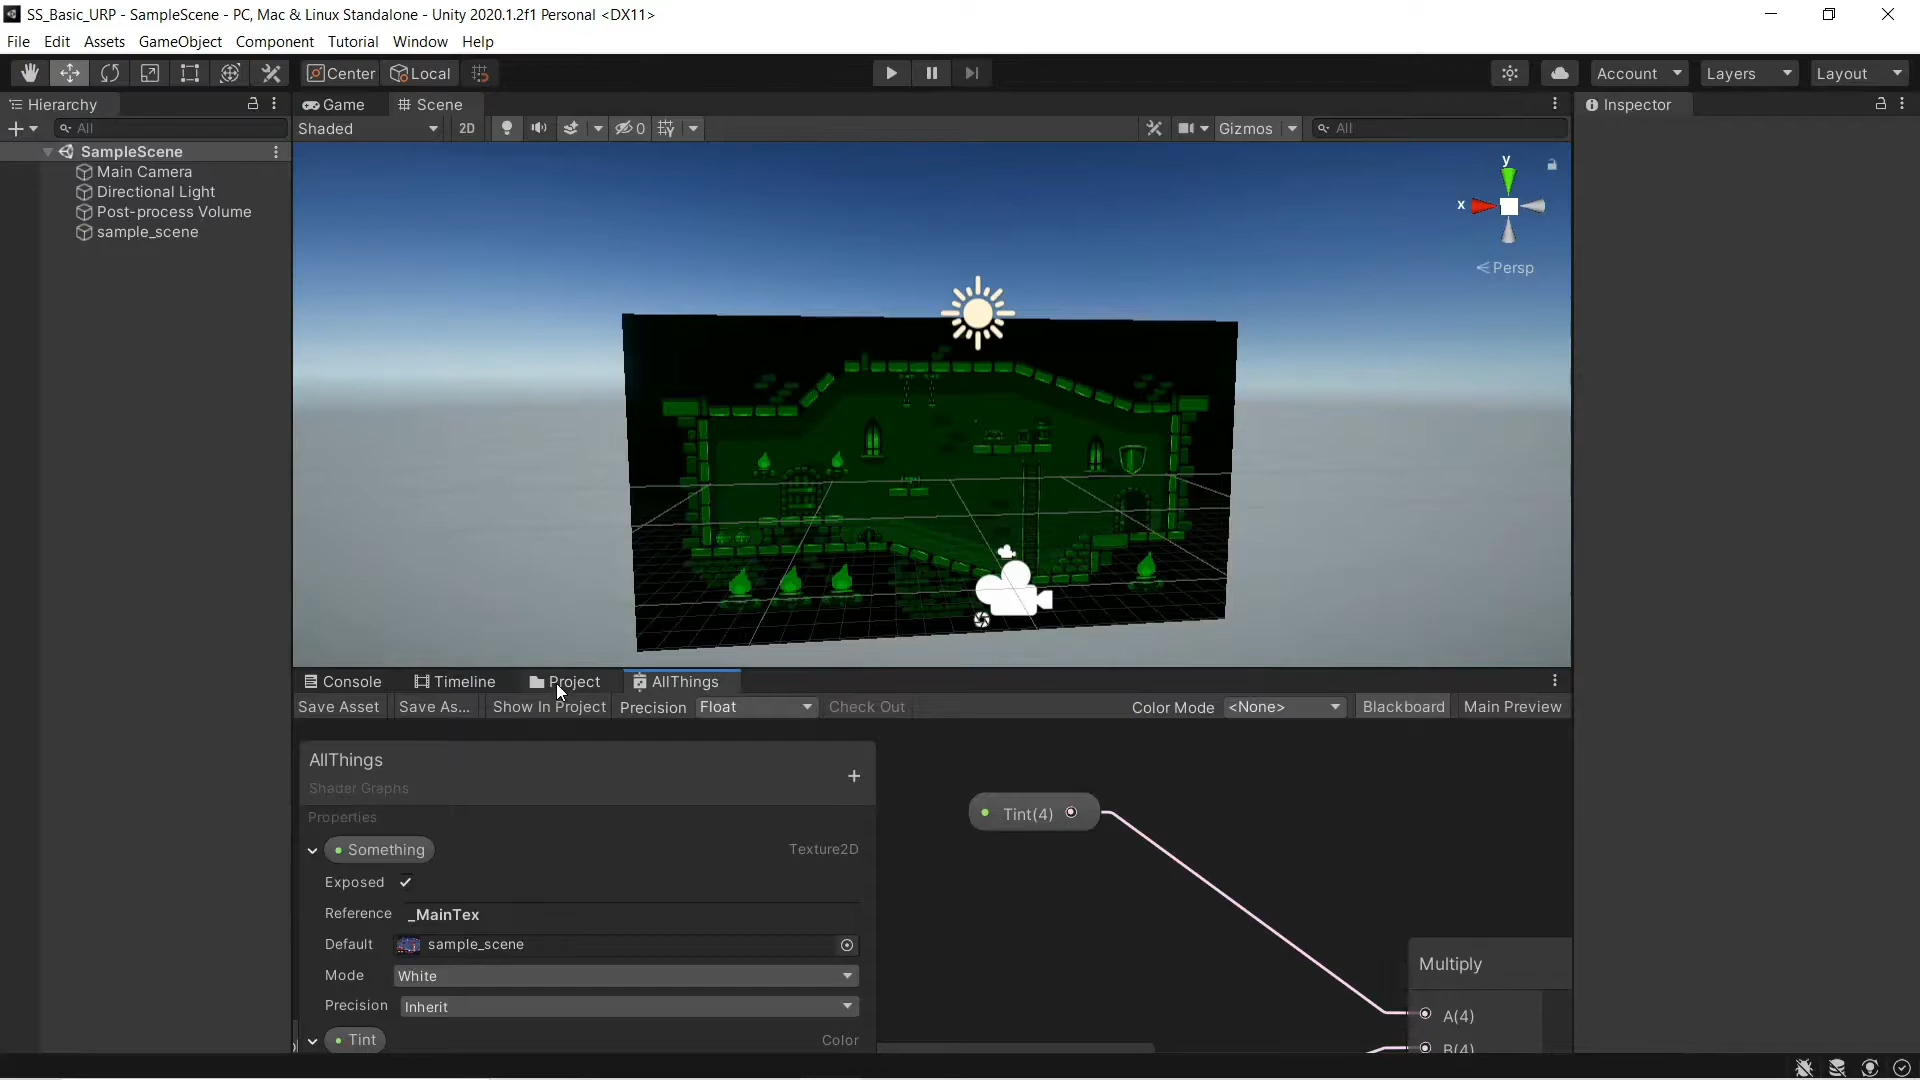 SS_Basic_URP - SampleScene - PC, Mac & Linux Standalone - Unity 2020.1.2f1 Personal <DX11>
File Edit Assets GameObject Component Tutorial Window Help
Center Local Account Layers Layout
Hierarchy Game Scene Inspector
All Shaded 2D 0 Gizmos All
SampleScene
Main Camera
Directional Light
Post-process Volume
sample_scene
y
x
Persp
Console Timeline Project AllThings
Save Asset Save As... Show In Project Precision Float Check Out Color Mode <None> Blackboard Main Preview
AllThings
Shader Graphs
Properties
Something Texture2D
Exposed
Reference _MainTex
Default sample_scene
Mode White
Precision Inherit
Tint Color
Tint(4)
Multiply
A(4)
B(4)